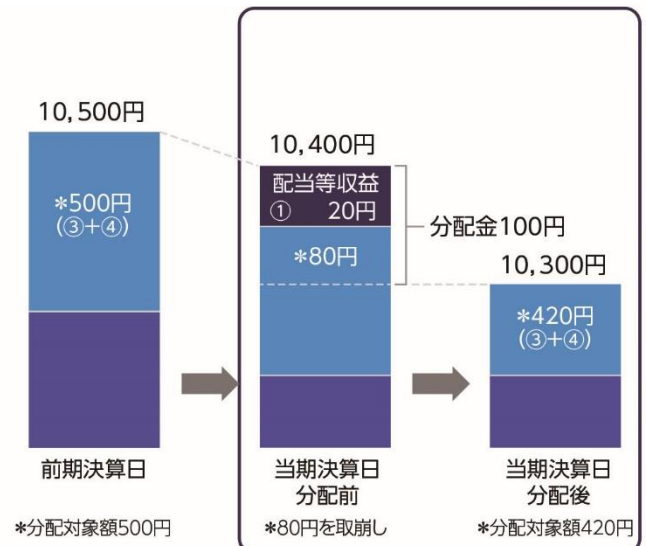 10,500円
*500円
(③+④)
前期決算日
*分配対象額500円
10,400円
配当等収益
① 20円
*80円
分配金100円
当期決算日
分配前
*80円を取崩し
10,300円
*420円
(③+④)
当期決算日
分配後
*分配対象額420円